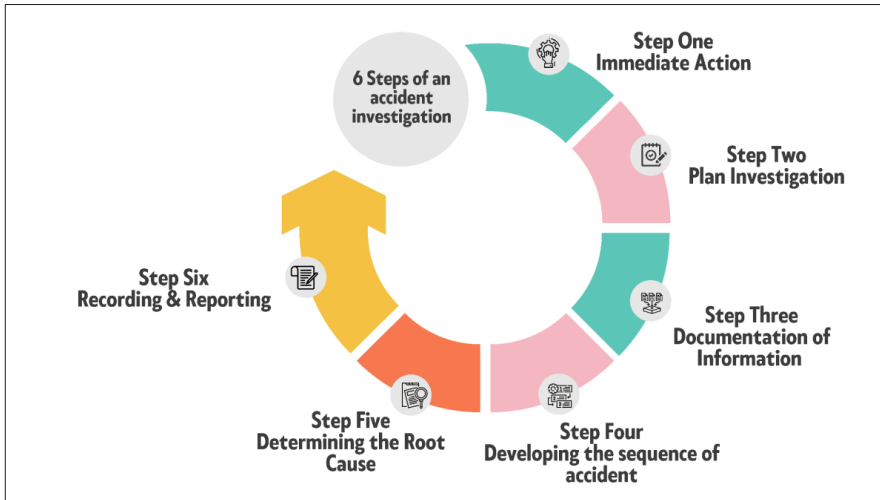 6 Steps of an
accident
investigation
Step One
Immediate Action
Step Two
Plan Investigation
Step Three
Documentation of
Information
Step Four
Developing the sequence of
accident
Step Five
Determining the Root
Cause
Step Six
Recording & Reporting